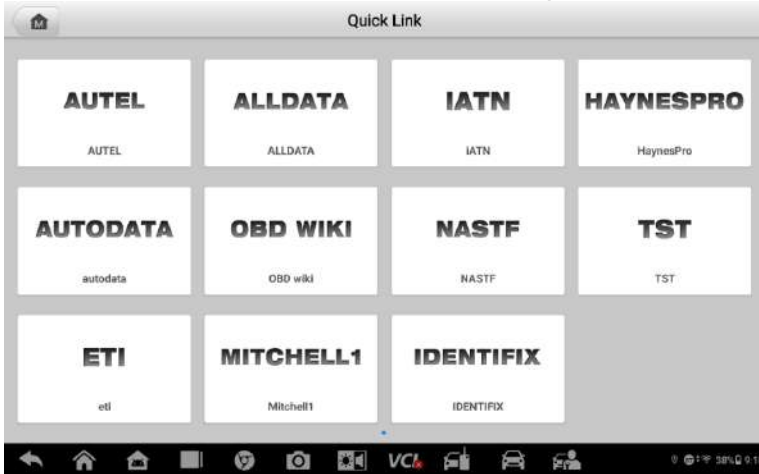 Quick Link
AUTEL ALLDATA IATN HAYNESPRO
AUTEL ALLDATA IATN HaynesPro
AUTODATA OBD WIKI NASTF TST
autodata OBD wiki NASTF TST
ETI MITCHELL1 IDENTIFIX
eti Mitchell1 IDENTIFIX
VCI 38%